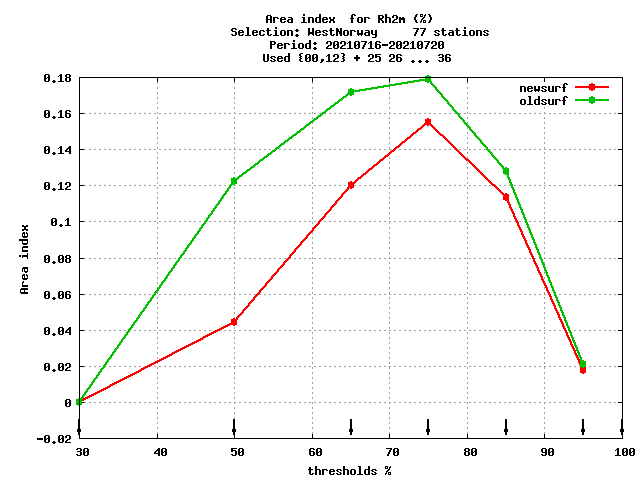 Area index  for Rh2m (%)
Selection: WestNorway     77 stations
Period: 20210716-20210720
Used {00,12} + 25 26 ... 36
newsurf
oldsurf
0.18
0.16
0.14
0.12
0.1
0.08
0.06
0.04
0.02
0
-0.02
Area index
30 40 50 60 70 80 90 100
thresholds %